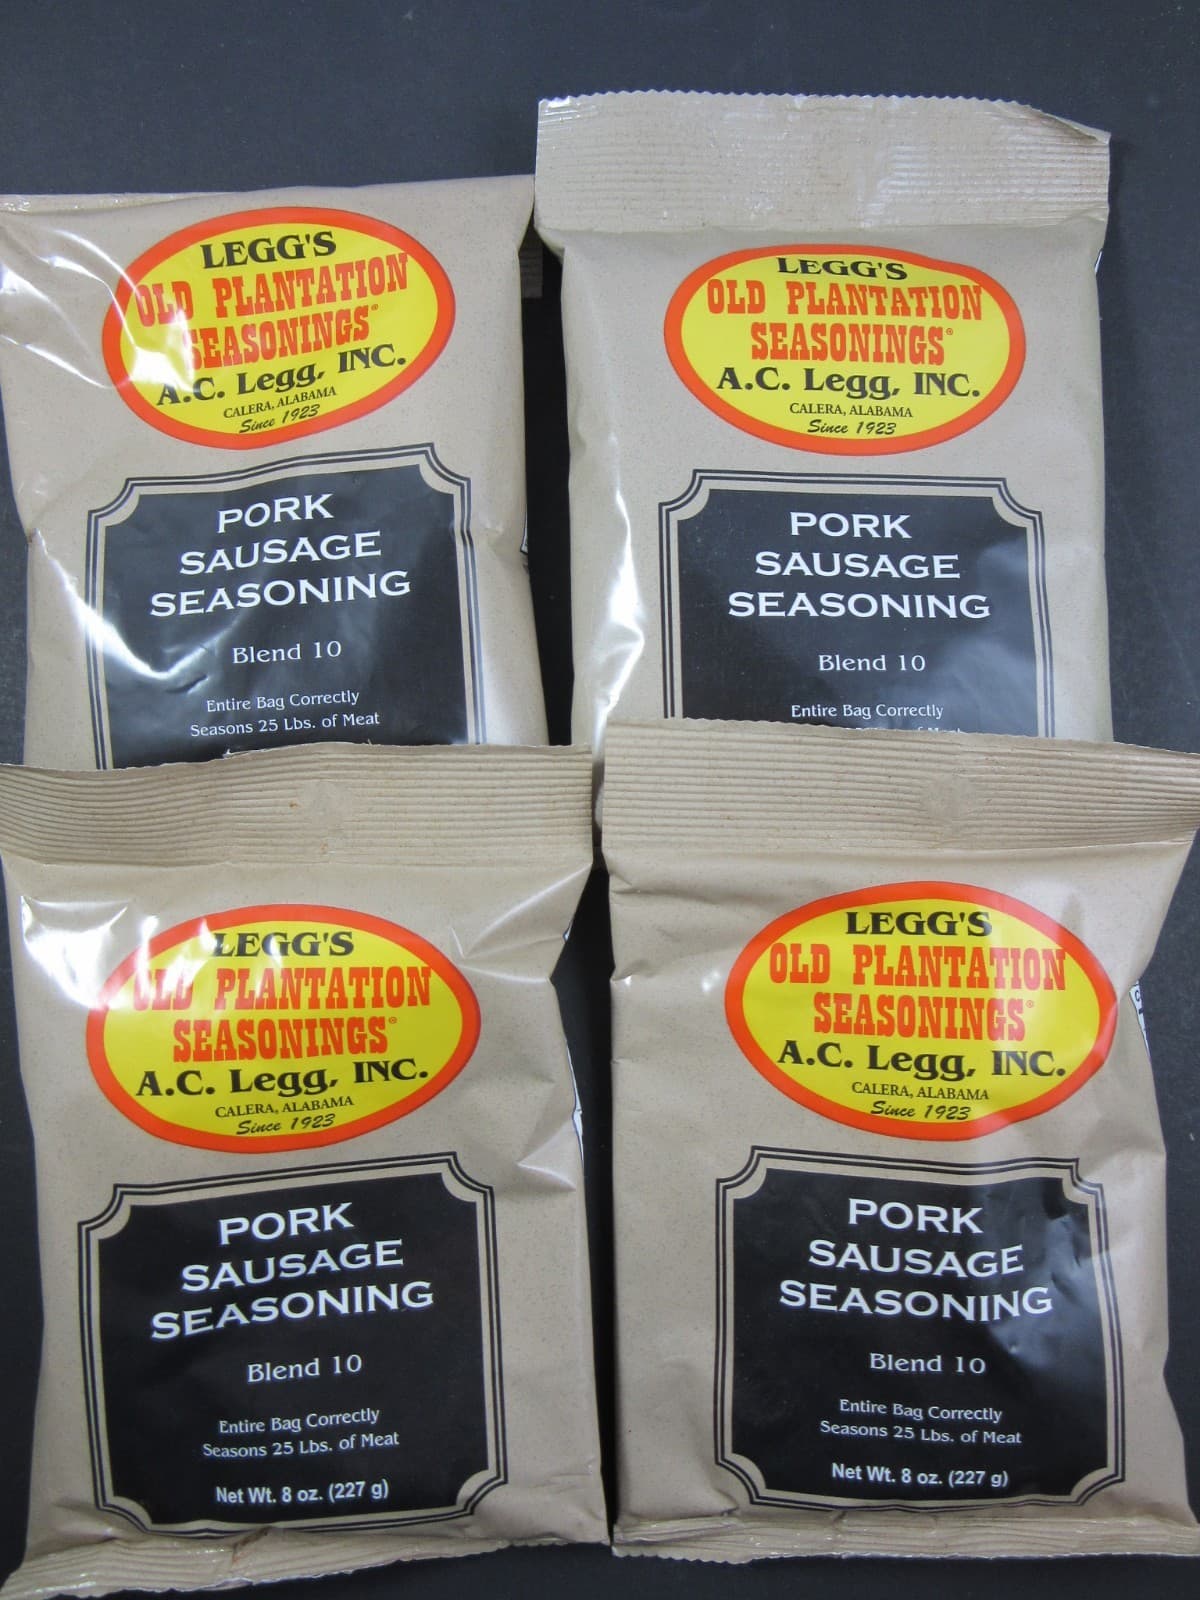 LEGG'S
OLD PLANTATION
SEASONINGS®
A.C. Legg, INC.
CALERA, ALABAMA
Since 1923
PORK
SAUSAGE
SEASONING
Blend 10
Entire Bag Correctly
Seasons 25 Lbs. of Meat
LEGG'S
OLD PLANTATION
SEASONINGS®
A.C. Legg, INC.
CALERA, ALABAMA
Since 1923
PORK
SAUSAGE
SEASONING
Blend 10
Entire Bag Correctly
LEGG'S
OLD PLANTATION
SEASONINGS®
A.C. Legg, INC.
CALERA, ALABAMA
Since 1923
PORK
SAUSAGE
SEASONING
Blend 10
Entire Bag Correctly
Seasons 25 Lbs. of Meat
Net Wt. 8 oz. (227 g)
LEGG'S
OLD PLANTATION
SEASONINGS®
A.C. Legg, INC.
CALERA, ALABAMA
Since 1923
PORK
SAUSAGE
SEASONING
Blend 10
Entire Bag Correctly
Seasons 25 Lbs. of Meat
Net Wt. 8 oz. (227 g)